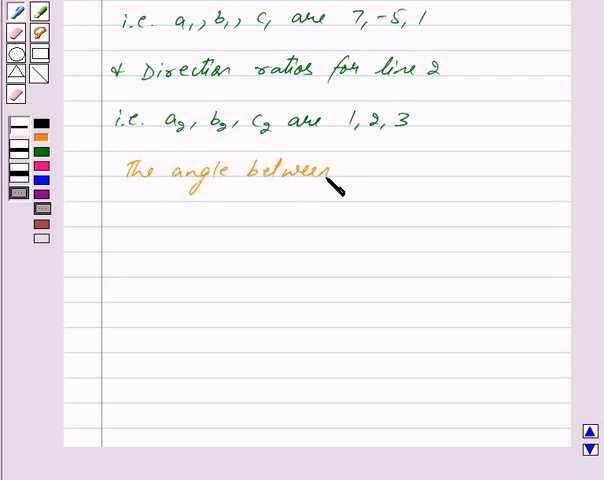 i.e. a₁, b₁, c₁ are 7, -5, 1
& Direction ratios for line 2
i.e. a₂, b₂, c₂ are 1, 2, 3
The angle between